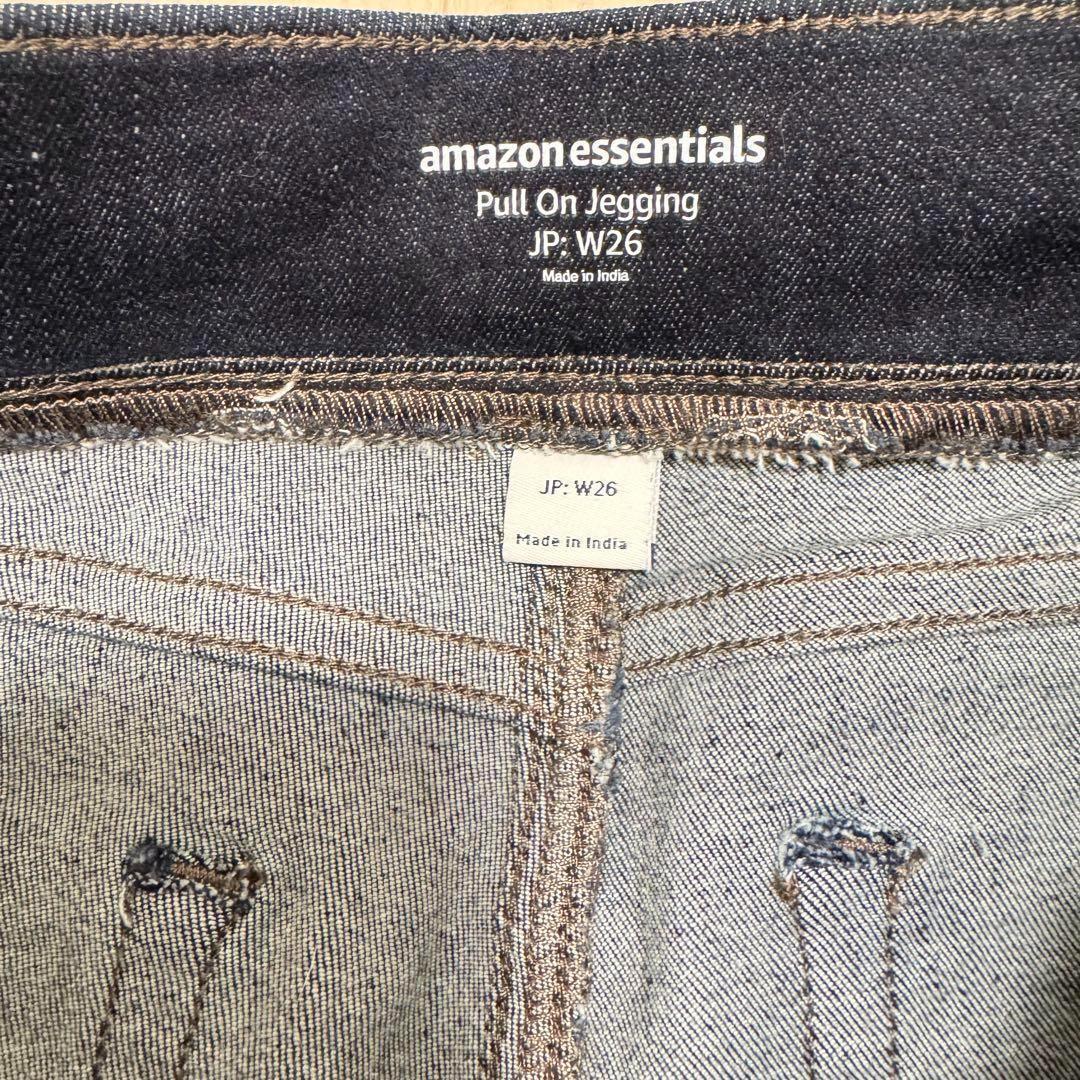 amazon essentials
Pull On Jegging
JP: W26
Made in India
JP: W26
Made in India